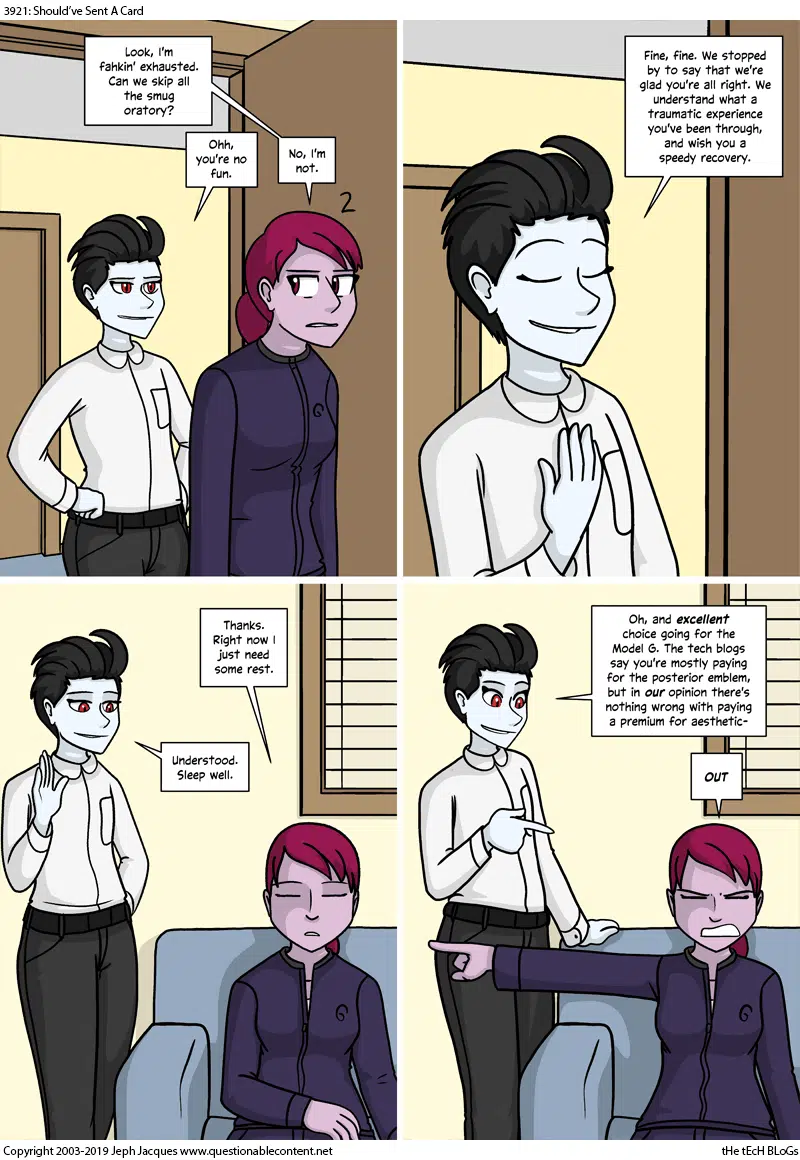 3921: Should've Sent A Card
Look, I'm
fahkin' exhausted.
Can we skip all
the smug
oratory?
Ohh,
you're no
fun.
No, I'm
not.
Fine, fine. We stopped
by to say that we're
glad you're all right. We
understand what a
traumatic experience
you've been through,
and wish you a
speedy recovery.
Thanks.
Right now I
just need
some rest.
Understood.
Sleep well.
Oh, and excellent
choice going for the
Model G. The tech blogs
say you're mostly paying
for the posterior emblem,
but in our opinion there's
nothing wrong with paying
a premium for aesthetic-
OUT
G
Copyright 2003-2019 Jeph Jacques www.questionablecontent.net
the tEcH BLoGs